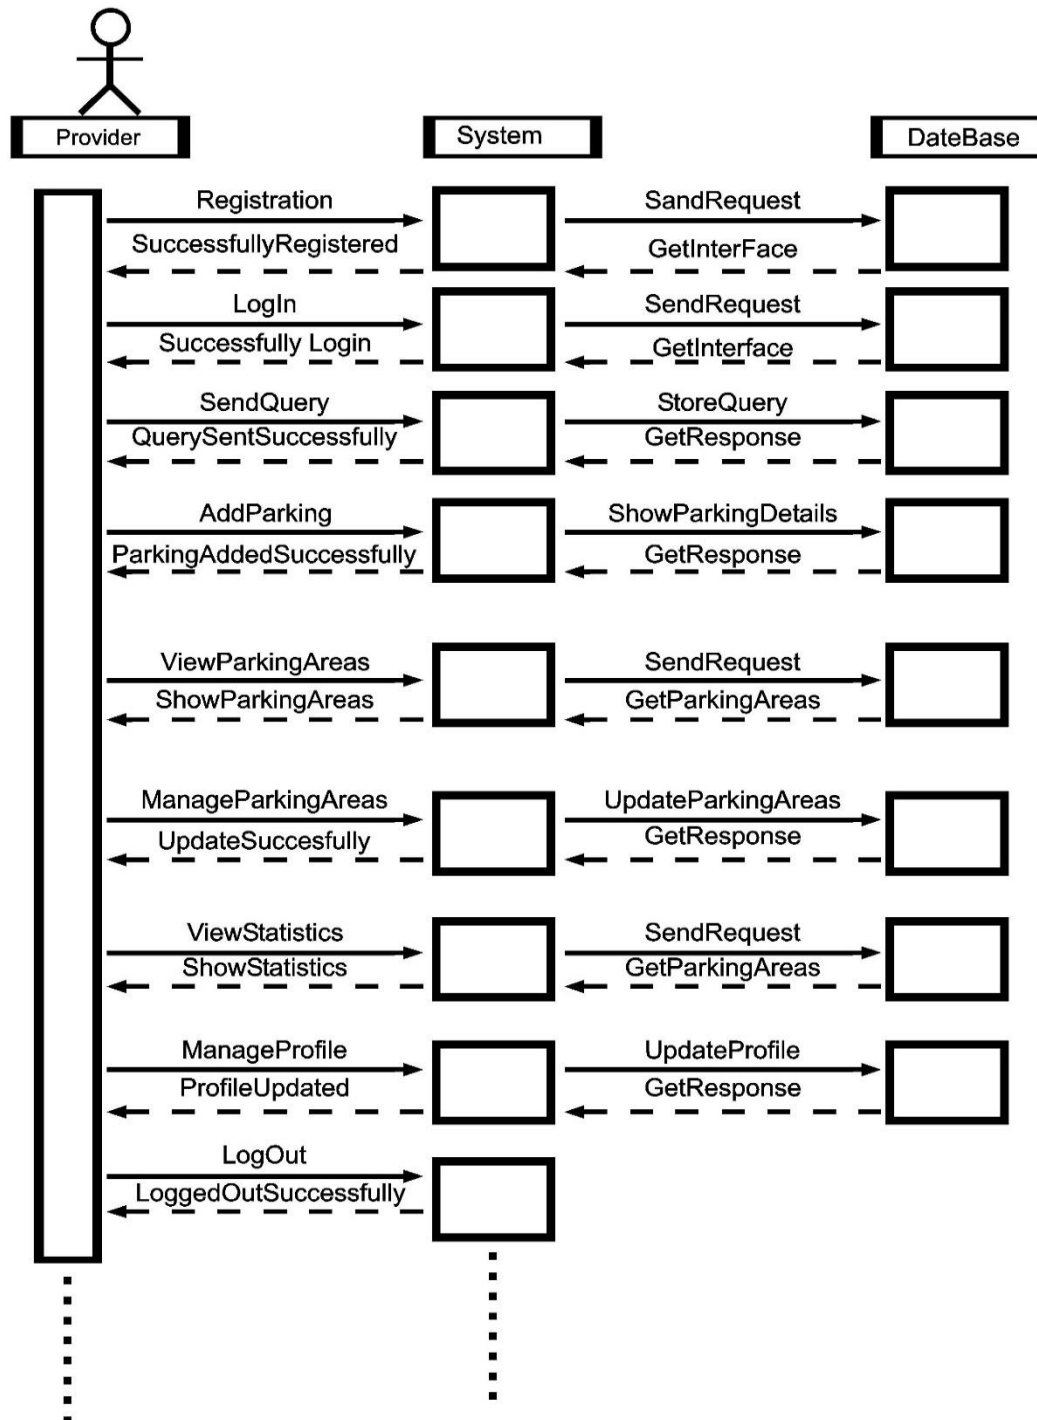 Provider
System
DateBase
Registration
SandRequest
SuccessfullyRegistered
GetInterFace
LogIn
SendRequest
Successfully Login
GetInterface
SendQuery
StoreQuery
QuerySentSuccessfully
GetResponse
AddParking
ShowParkingDetails
ParkingAddedSuccessfully
GetResponse
ViewParkingAreas
SendRequest
ShowParkingAreas
GetParkingAreas
ManageParkingAreas
UpdateParkingAreas
UpdateSuccesfully
GetResponse
ViewStatistics
SendRequest
ShowStatistics
GetParkingAreas
ManageProfile
UpdateProfile
ProfileUpdated
GetResponse
LogOut
LoggedOutSuccessfully